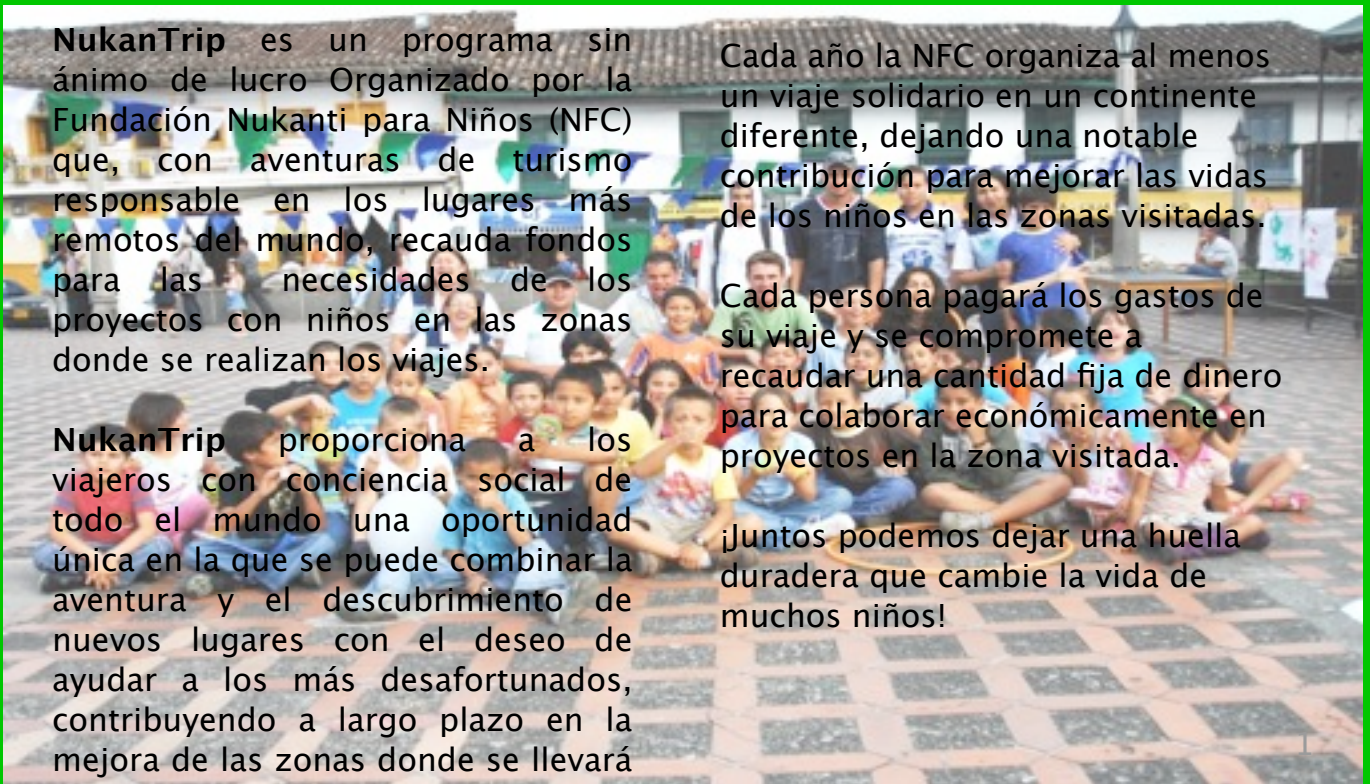 NukanTrip es un programa sin
ánimo de lucro Organizado por la
Fundación Nukanti para Niños (NFC)
que, con aventuras de turismo
responsable en los lugares más
remotos del mundo, recauda fondos
para las necesidades de los
proyectos con niños en las zonas
donde se realizan los viajes.
NukanTrip proporciona a los
viajeros con conciencia social de
todo el mundo una oportunidad
única en la que se puede combinar la
aventura y el descubrimiento de
nuevos lugares con el deseo de
ayudar a los más desafortunados,
contribuyendo a largo plazo en la
mejora de las zonas donde se llevará
Cada año la NFC organiza al menos
un viaje solidario en un continente
diferente, dejando una notable
contribución para mejorar las vidas
de los niños en las zonas visitadas.
Cada persona pagará los gastos de
su viaje y se compromete a
recaudar una cantidad fija de dinero
para colaborar económicamente en
proyectos en la zona visitada.
¡Juntos podemos dejar una huella
duradera que cambie la vida de
muchos niños!
1